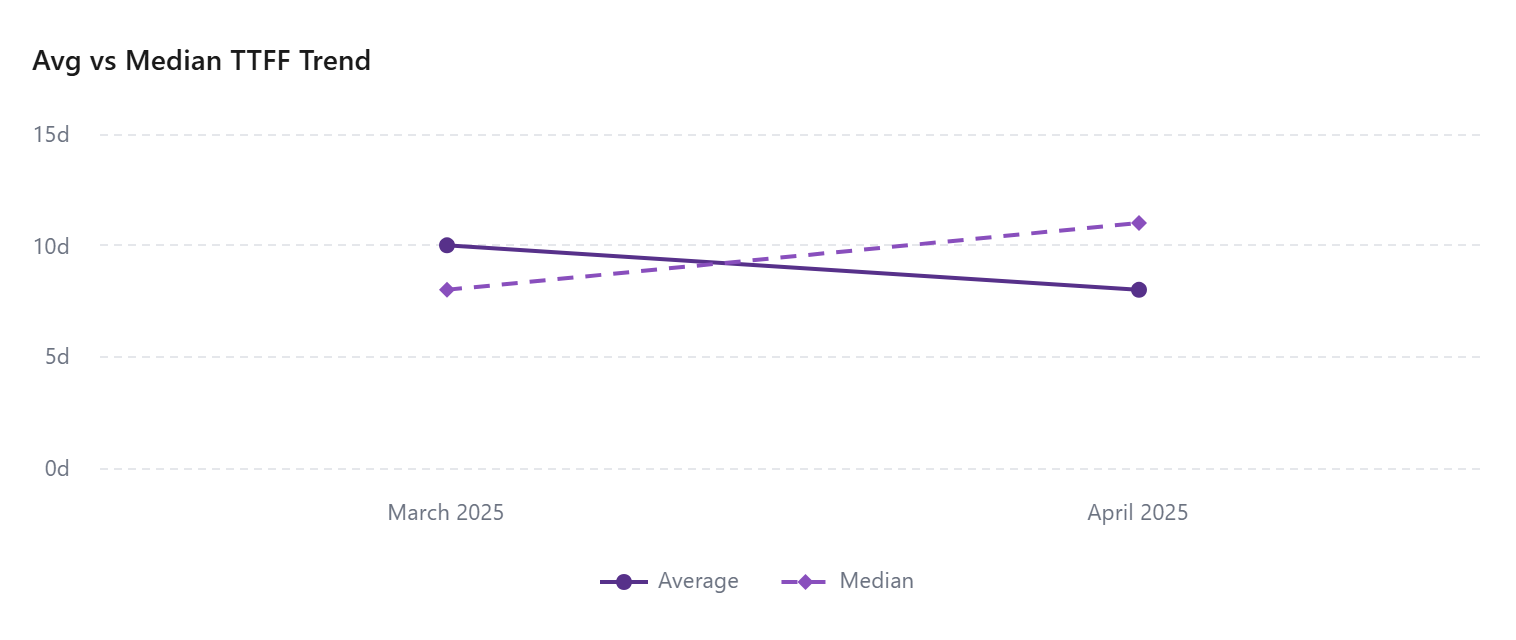 Avg vs Median TTFF Trend
15d
10d
5d
0d
March 2025 April 2025
Average Median